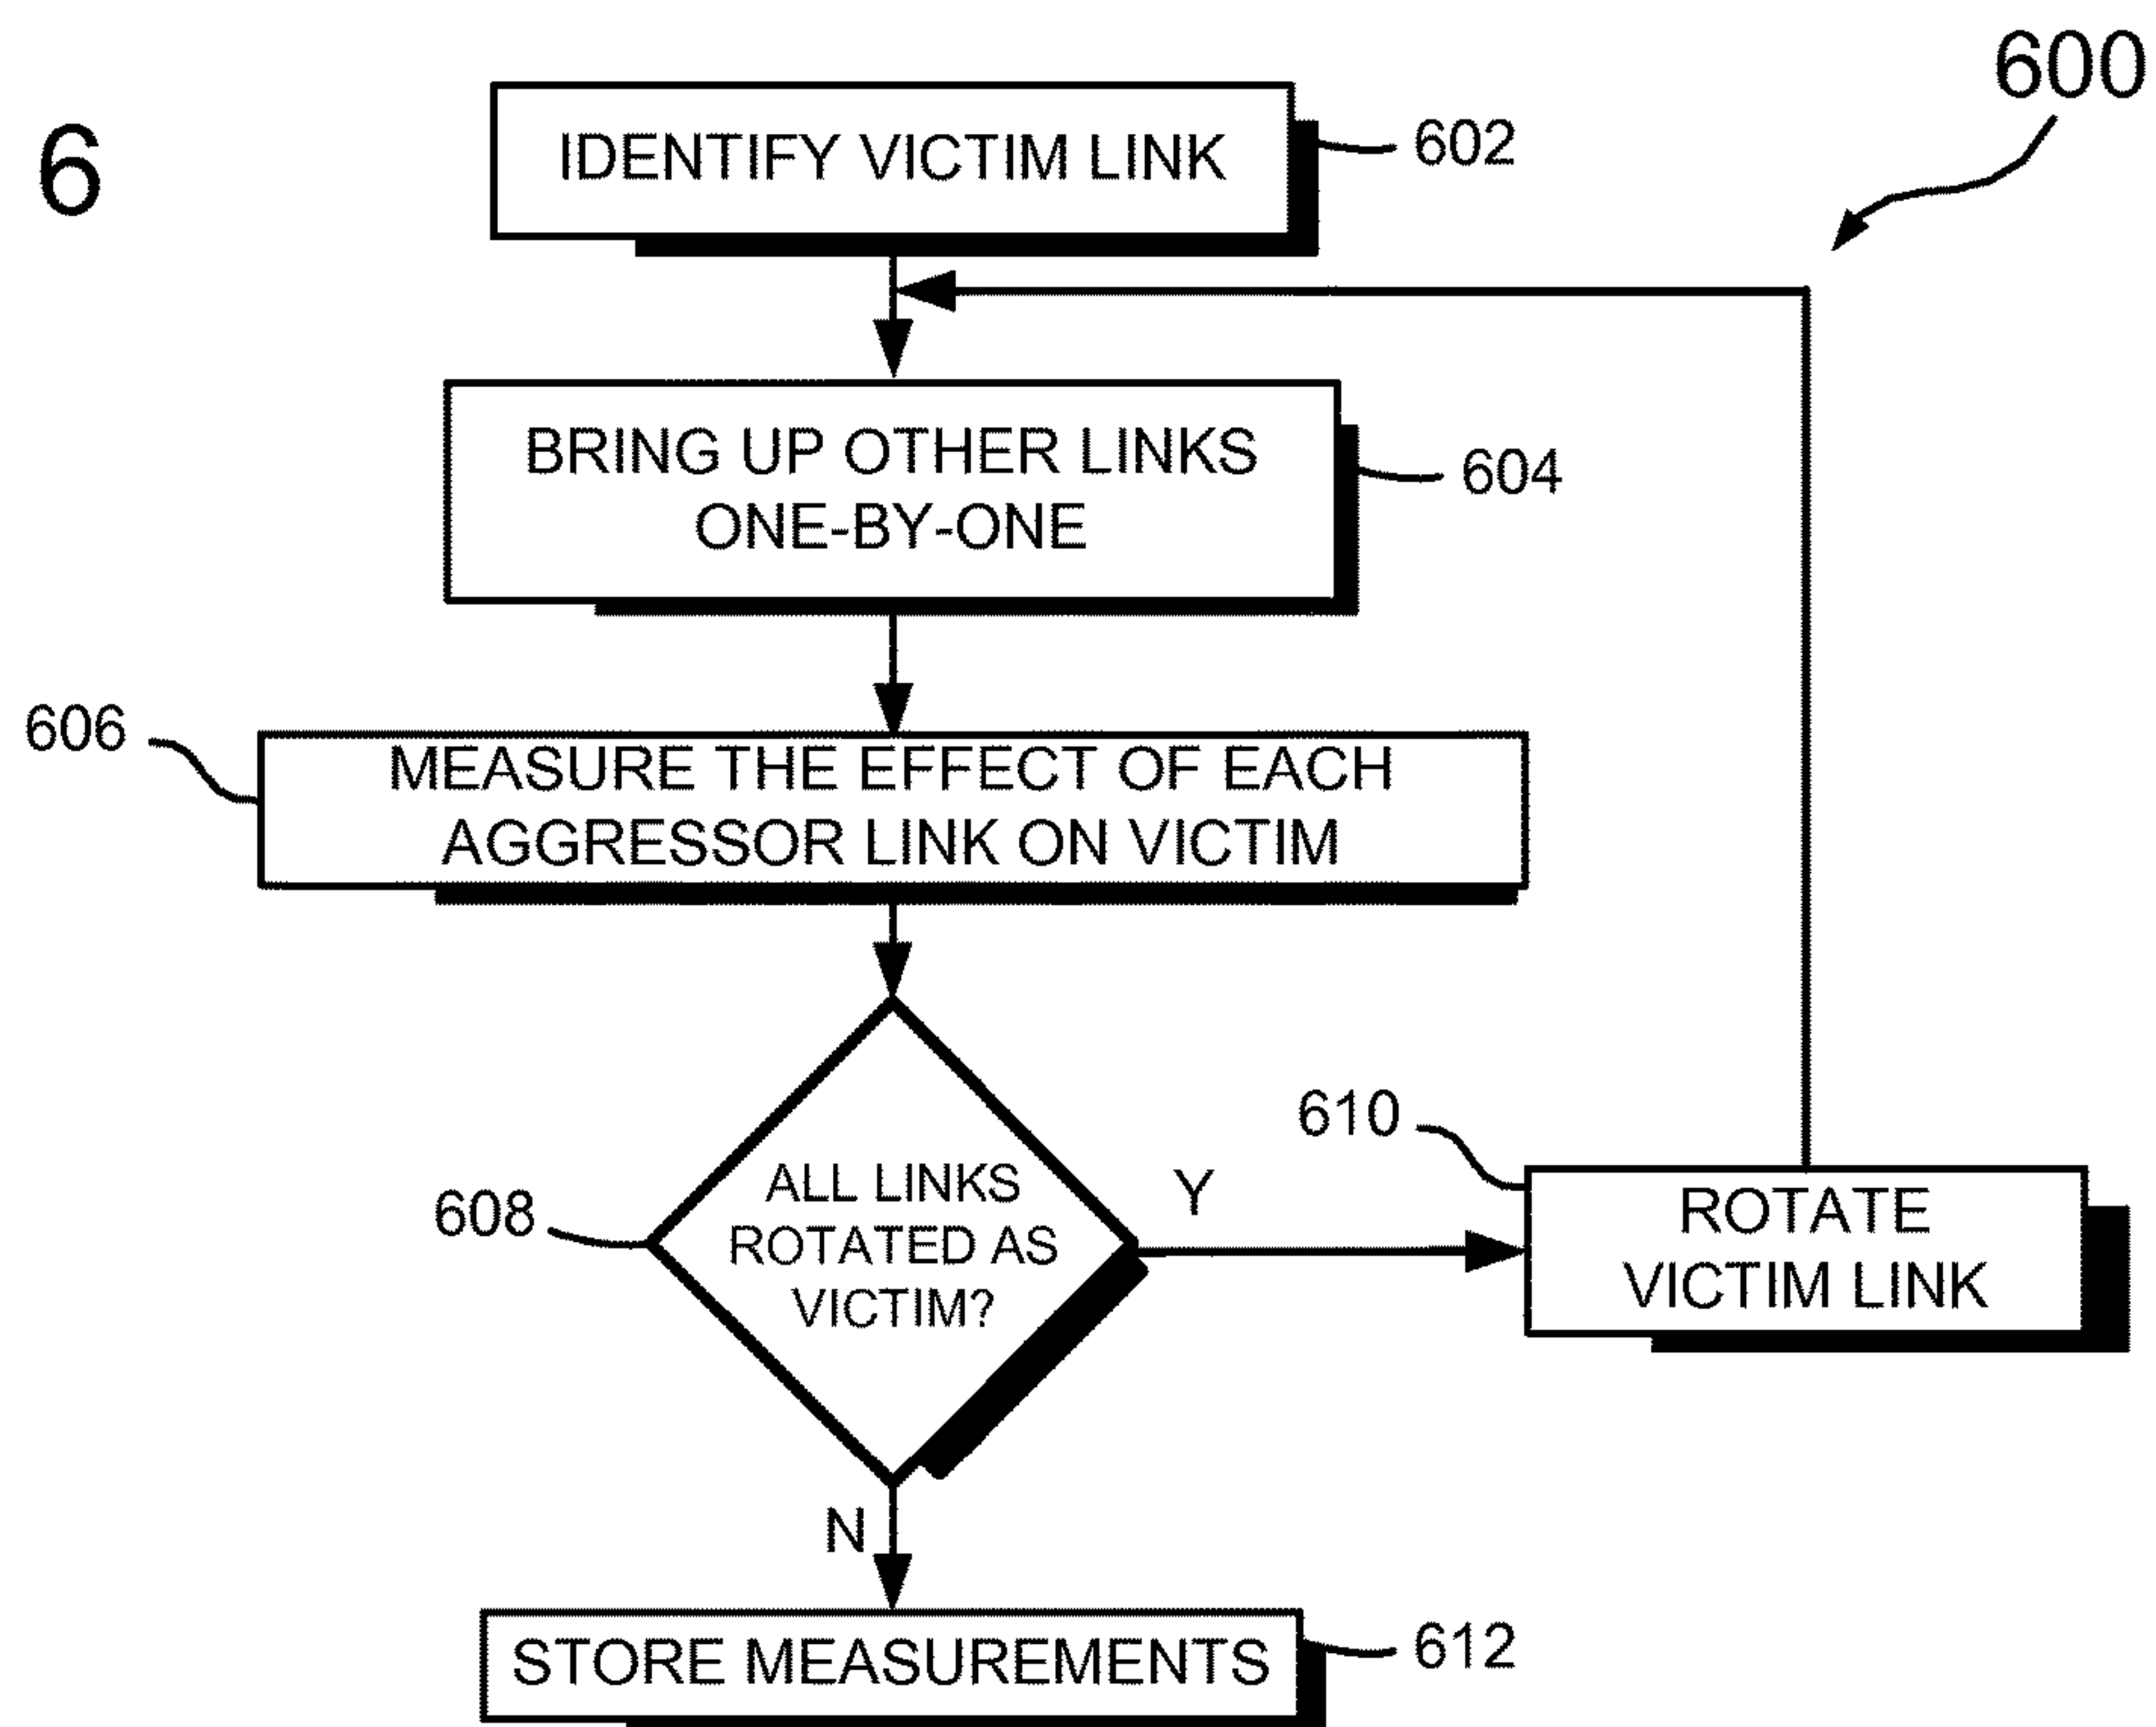 600
6
IDENTIFY VICTIM LINK
602
BRING UP OTHER LINKS
ONE-BY-ONE
604
606
MEASURE THE EFFECT OF EACH
AGGRESSOR LINK ON VICTIM
608
ALL LINKS
ROTATED AS
VICTIM?
Y
610
ROTATE
VICTIM LINK
N
STORE MEASUREMENTS
612